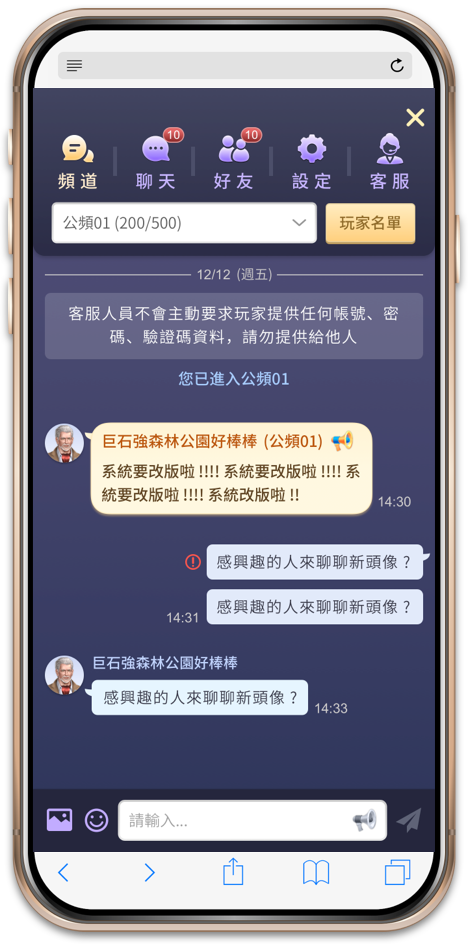 10
10
頻道
聊天
好友
設定
客服
公頻01 (200/500)
玩家名單
12/12 (週五)
客服人員不會主動要求玩家提供任何帳號、密
碼、驗證碼資料，請勿提供給他人
您已進入公頻01
巨石強森林公園好棒棒 (公頻01)
系統要改版啦 !!!! 系統要改版啦 !!!! 系
統要改版啦 !!!! 系統改版啦 !!
14:30
感興趣的人來聊聊新頭像？
感興趣的人來聊聊新頭像？
14:31
巨石強森林公園好棒棒
感興趣的人來聊聊新頭像？
14:33
請輸入...